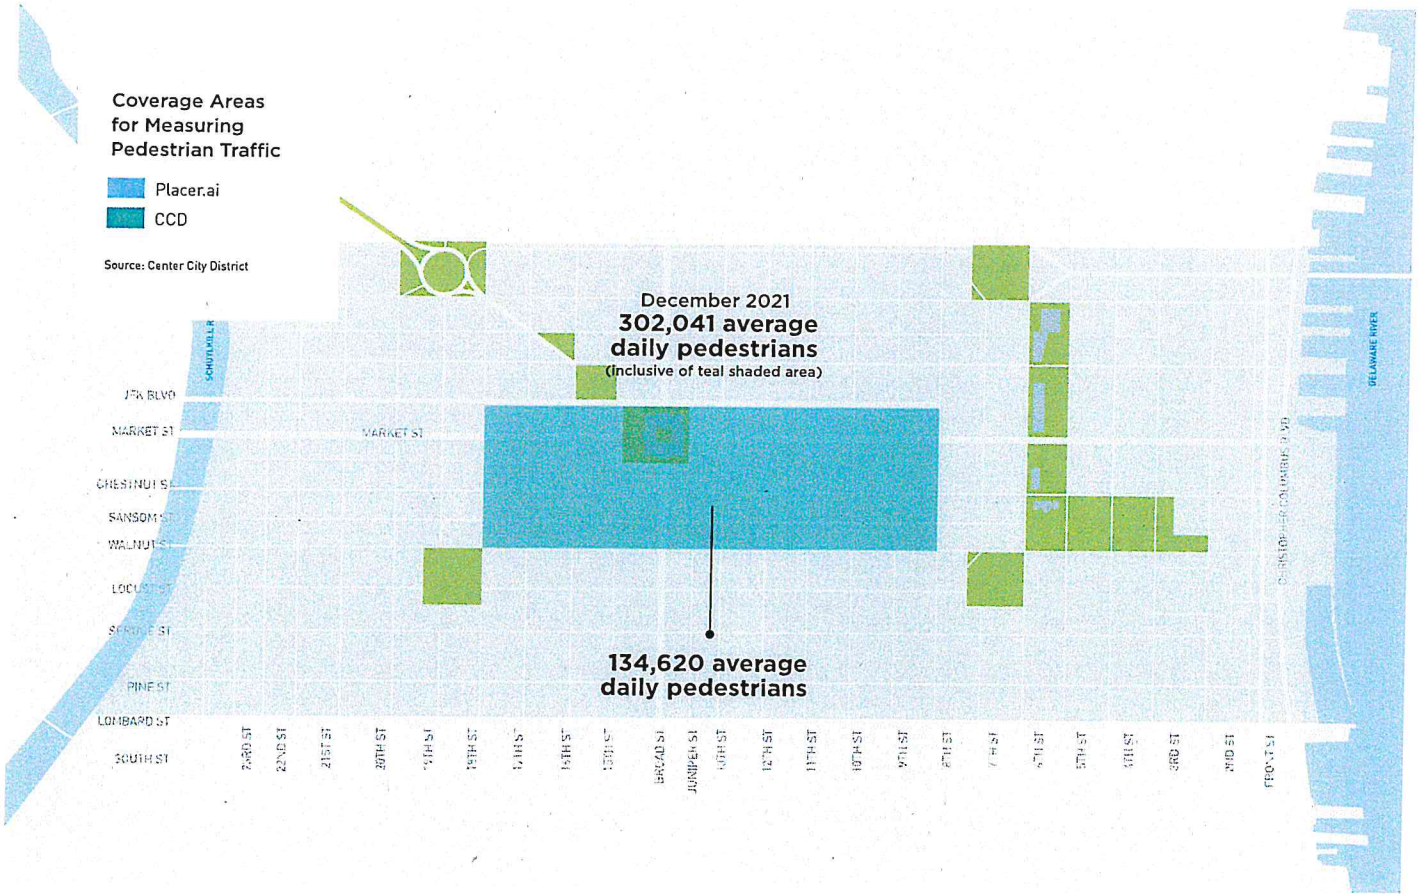 Coverage Areas
for Measuring
Pedestrian Traffic
Placer.ai
CCD
Source: Center City District
December 2021
302,041 average
daily pedestrians
(inclusive of teal shaded area)
SCHUYLKILL R
DELAWARE RIVER
JFK BLVD
MARKET ST
MARKET ST
CHESTNUT ST
SANSOM ST
WALNUT ST
LOCUST ST
SPRUCE ST
CHRISTOPHER COLUMBUS BLVD
134,620 average
daily pedestrians
PINE ST
LOMBARD ST
SOUTH ST
23RD ST
22ND ST
21ST ST
20TH ST
19TH ST
18TH ST
17TH ST
16TH ST
15TH ST
BROAD ST
JUNIPER ST
13TH ST
12TH ST
11TH ST
10TH ST
9TH ST
8TH ST
7TH ST
6TH ST
5TH ST
4TH ST
3RD ST
2ND ST
FRONT ST